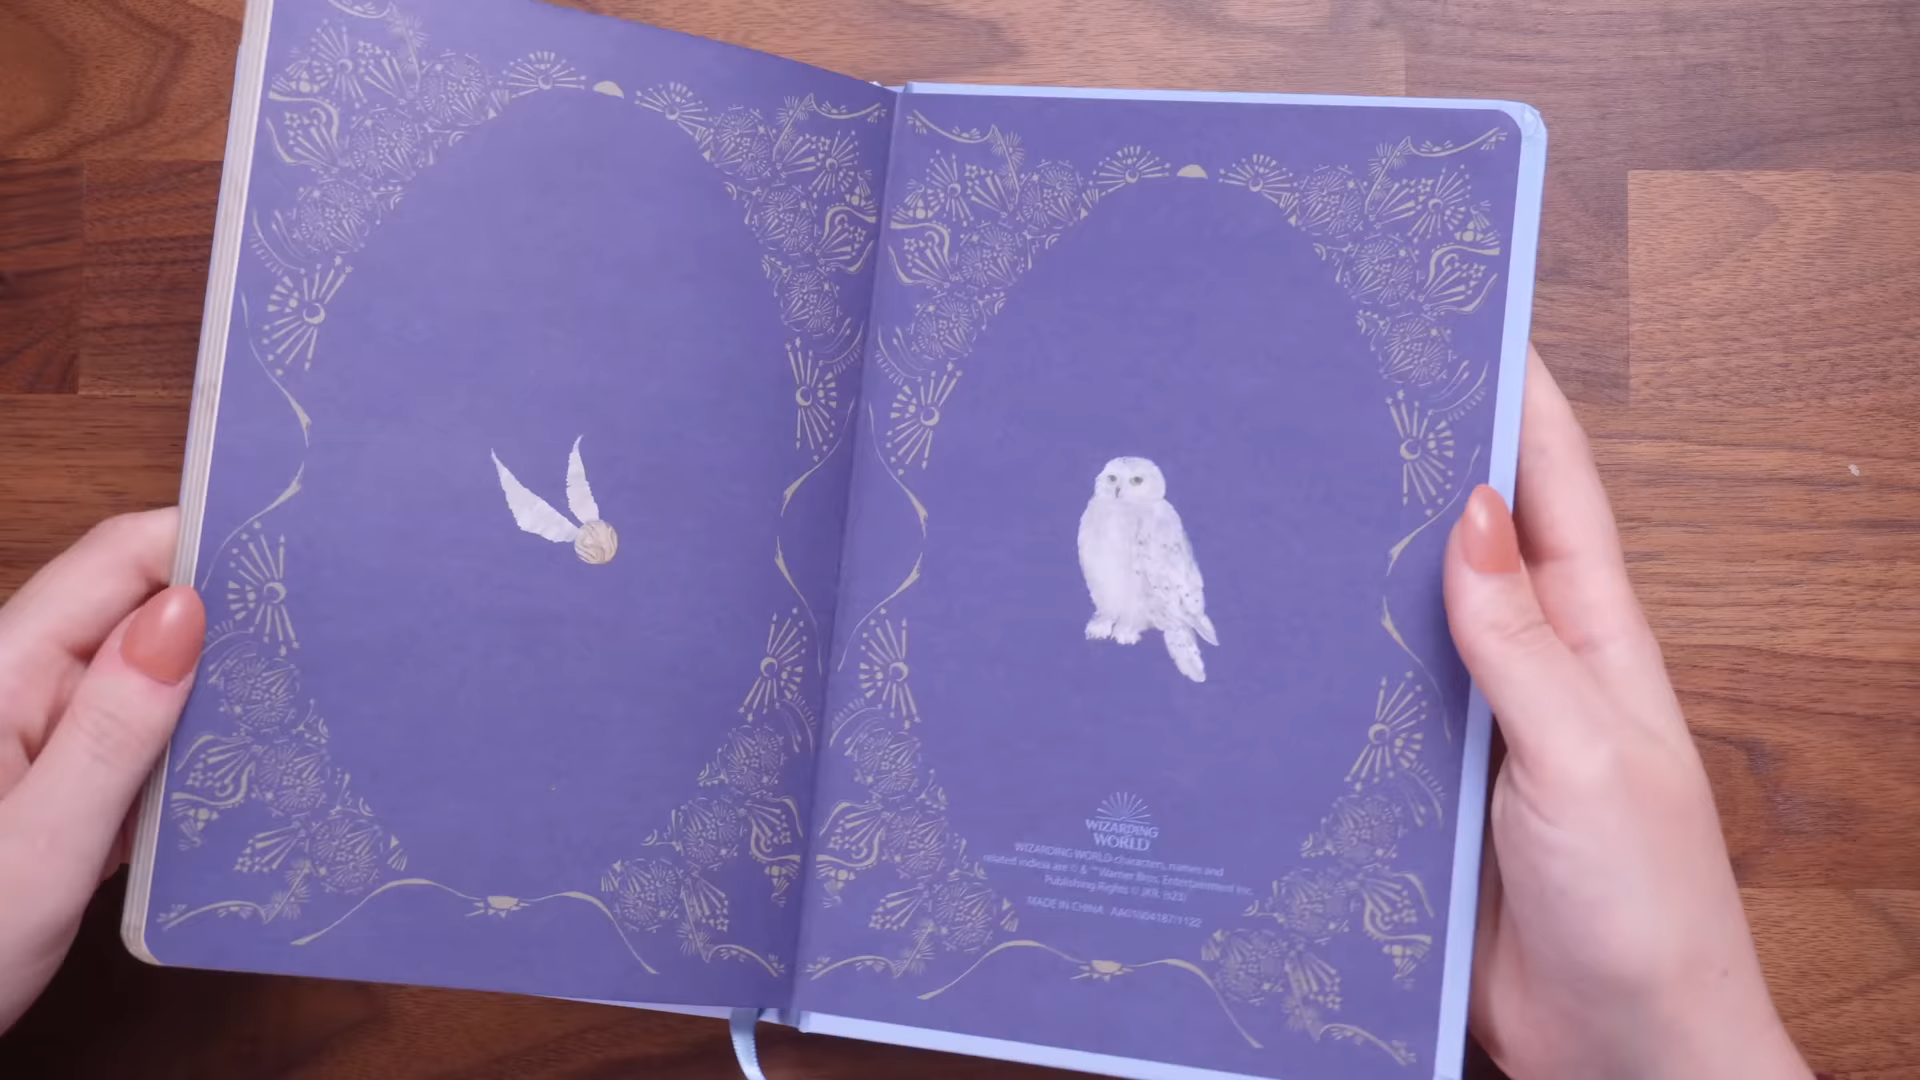 WIZARDING
WORLD
WIZARDING WORLD characters, names and
related indicia are © & ™ Warner Bros. Entertainment Inc.
Publishing Rights © JKR. (s23)
MADE IN CHINA